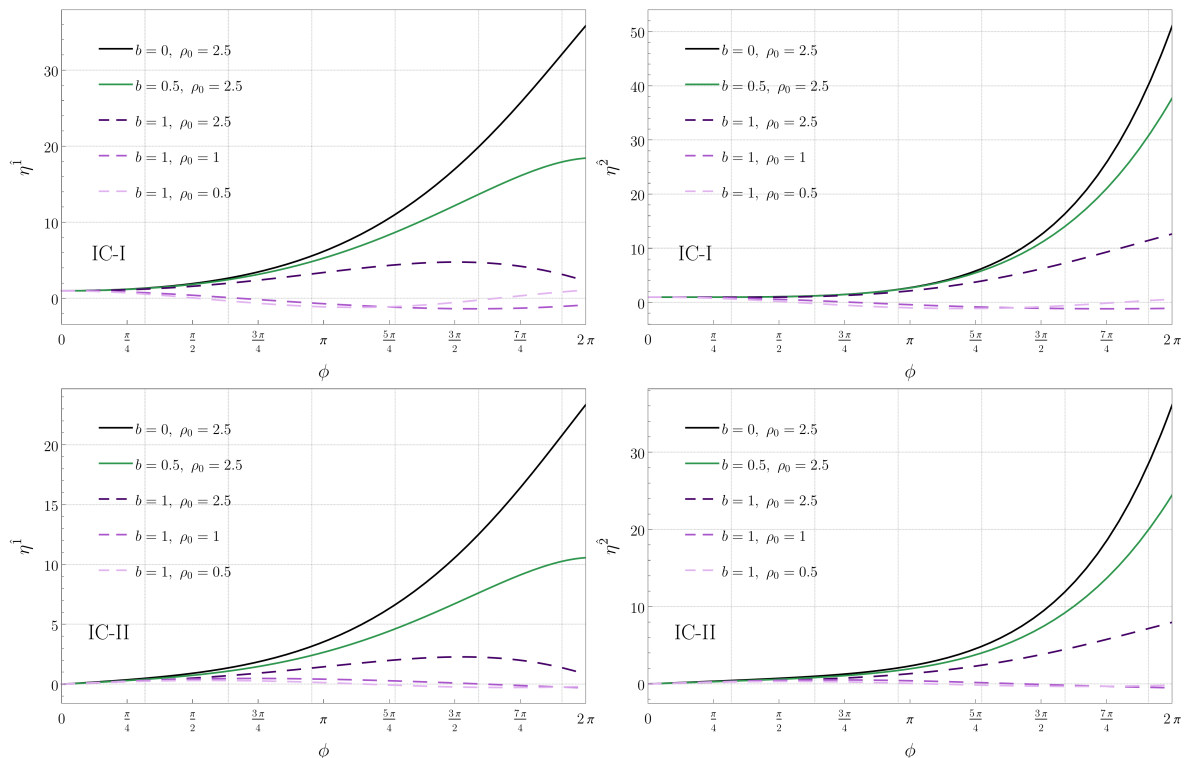 b = 0, ρ₀ = 2.5
b = 0.5, ρ₀ = 2.5
b = 1, ρ₀ = 2.5
b = 1, ρ₀ = 1
b = 1, ρ₀ = 0.5
IC-I
30
20
10
0
η^1̂
0 π/4 π/2 3π/4 π 5π/4 3π/2 7π/4 2π
ϕ
b = 0, ρ₀ = 2.5
b = 0.5, ρ₀ = 2.5
b = 1, ρ₀ = 2.5
b = 1, ρ₀ = 1
b = 1, ρ₀ = 0.5
IC-I
50
40
30
20
10
0
η^2̂
0 π/4 π/2 3π/4 π 5π/4 3π/2 7π/4 2π
ϕ
b = 0, ρ₀ = 2.5
b = 0.5, ρ₀ = 2.5
b = 1, ρ₀ = 2.5
b = 1, ρ₀ = 1
b = 1, ρ₀ = 0.5
IC-II
20
15
10
5
0
η^1̂
0 π/4 π/2 3π/4 π 5π/4 3π/2 7π/4 2π
ϕ
b = 0, ρ₀ = 2.5
b = 0.5, ρ₀ = 2.5
b = 1, ρ₀ = 2.5
b = 1, ρ₀ = 1
b = 1, ρ₀ = 0.5
IC-II
30
20
10
0
η^2̂
0 π/4 π/2 3π/4 π 5π/4 3π/2 7π/4 2π
ϕ